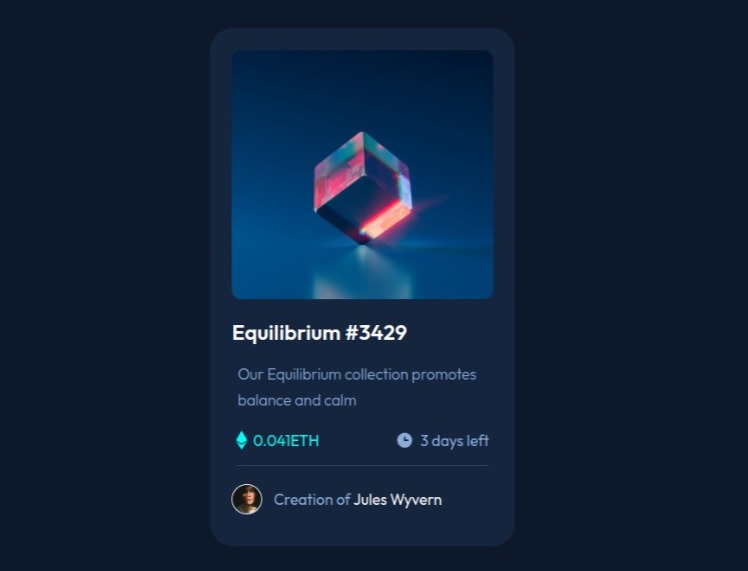 Equilibrium #3429
Our Equilibrium collection promotes
balance and calm
0.041ETH
3 days left
Creation of Jules Wyvern